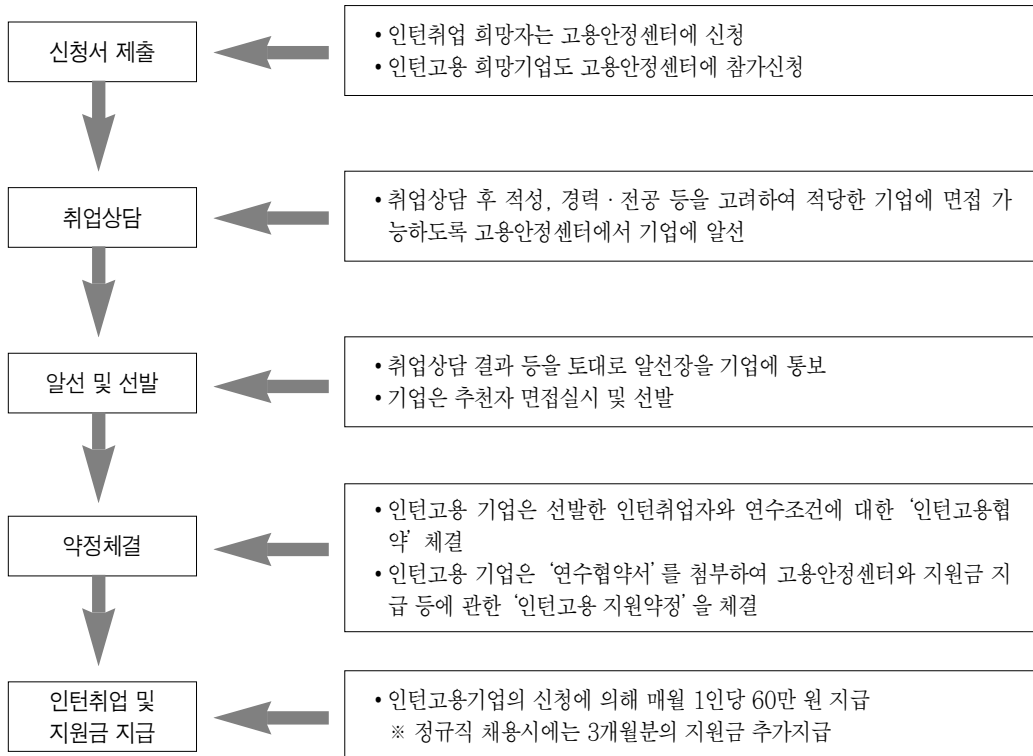 신청서 제출
• 인턴취업 희망자는 고용안정센터에 신청
• 인턴고용 희망기업도 고용안정센터에 참가신청
취업상담
• 취업상담 후 적성, 경력 · 전공 등을 고려하여 적당한 기업에 면접 가
능하도록 고용안정센터에서 기업에 알선
알선 및 선발
• 취업상담 결과 등을 토대로 알선장을 기업에 통보
• 기업은 추천자 면접실시 및 선발
약정체결
• 인턴고용 기업은 선발한 인턴취업자와 연수조건에 대한 ‘인턴고용협
약’ 체결
• 인턴고용 기업은 ‘연수협약서’를 첨부하여 고용안정센터와 지원금 지
급 등에 관한 ‘인턴고용 지원약정’을 체결
인턴취업 및
지원금 지급
• 인턴고용기업의 신청에 의해 매월 1인당 60만 원 지급
※ 정규직 채용시에는 3개월분의 지원금 추가지급